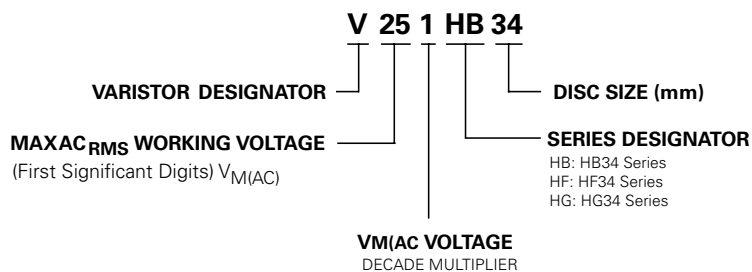 V 25 1 HB 34
VARISTOR DESIGNATOR
DISC SIZE (mm)
MAXAC RMS WORKING VOLTAGE
(First Significant Digits) VM(AC)
SERIES DESIGNATOR
HB: HB34 Series
HF: HF34 Series
HG: HG34 Series
VM(AC VOLTAGE
DECADE MULTIPLIER